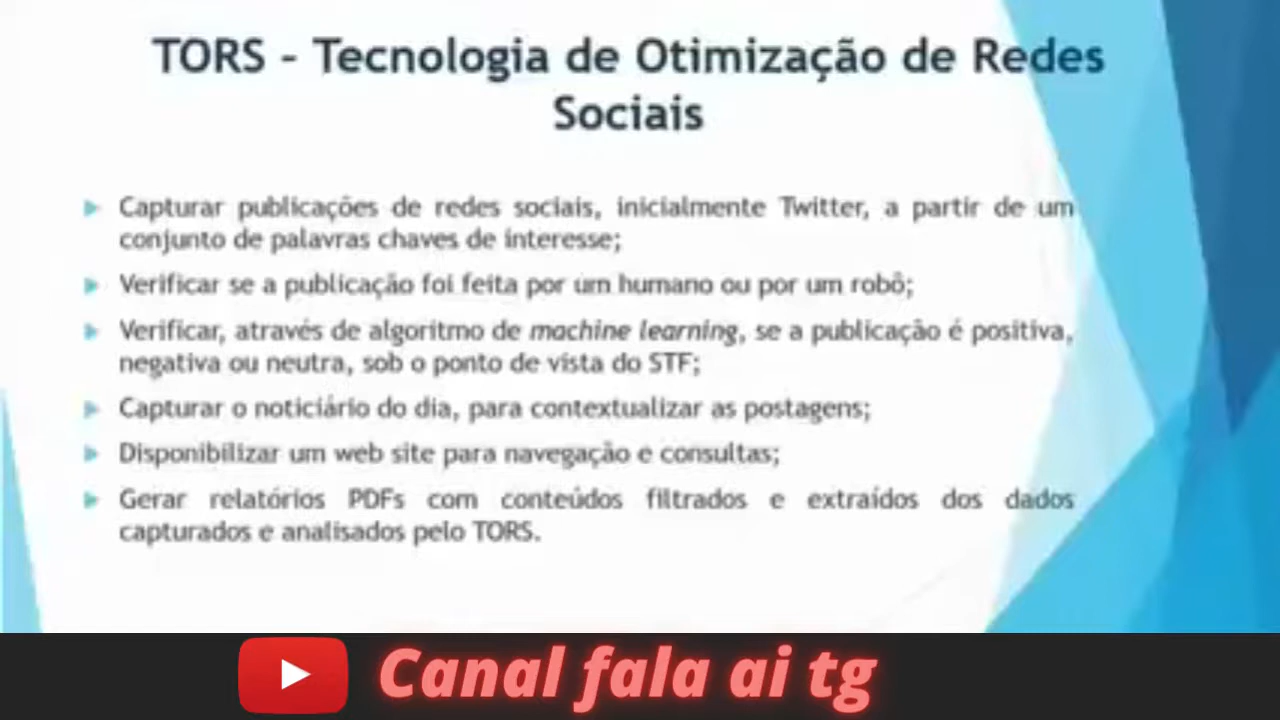 TORS - Tecnologia de Otimização de Redes
Sociais
Capturar publicações de redes sociais, inicialmente Twitter, a partir de um
conjunto de palavras chaves de interesse;
Verificar se a publicação foi feita por um humano ou por um robô;
Verificar, através de algoritmo de machine learning, se a publicação é positiva,
negativa ou neutra, sob o ponto de vista do STF;
Capturar o noticiário do dia, para contextualizar as postagens;
Disponibilizar um web site para navegação e consultas;
Gerar relatórios PDFs com conteúdos filtrados e extraídos dos dados
capturados e analisados pelo TORS.
Canal fala ai tg